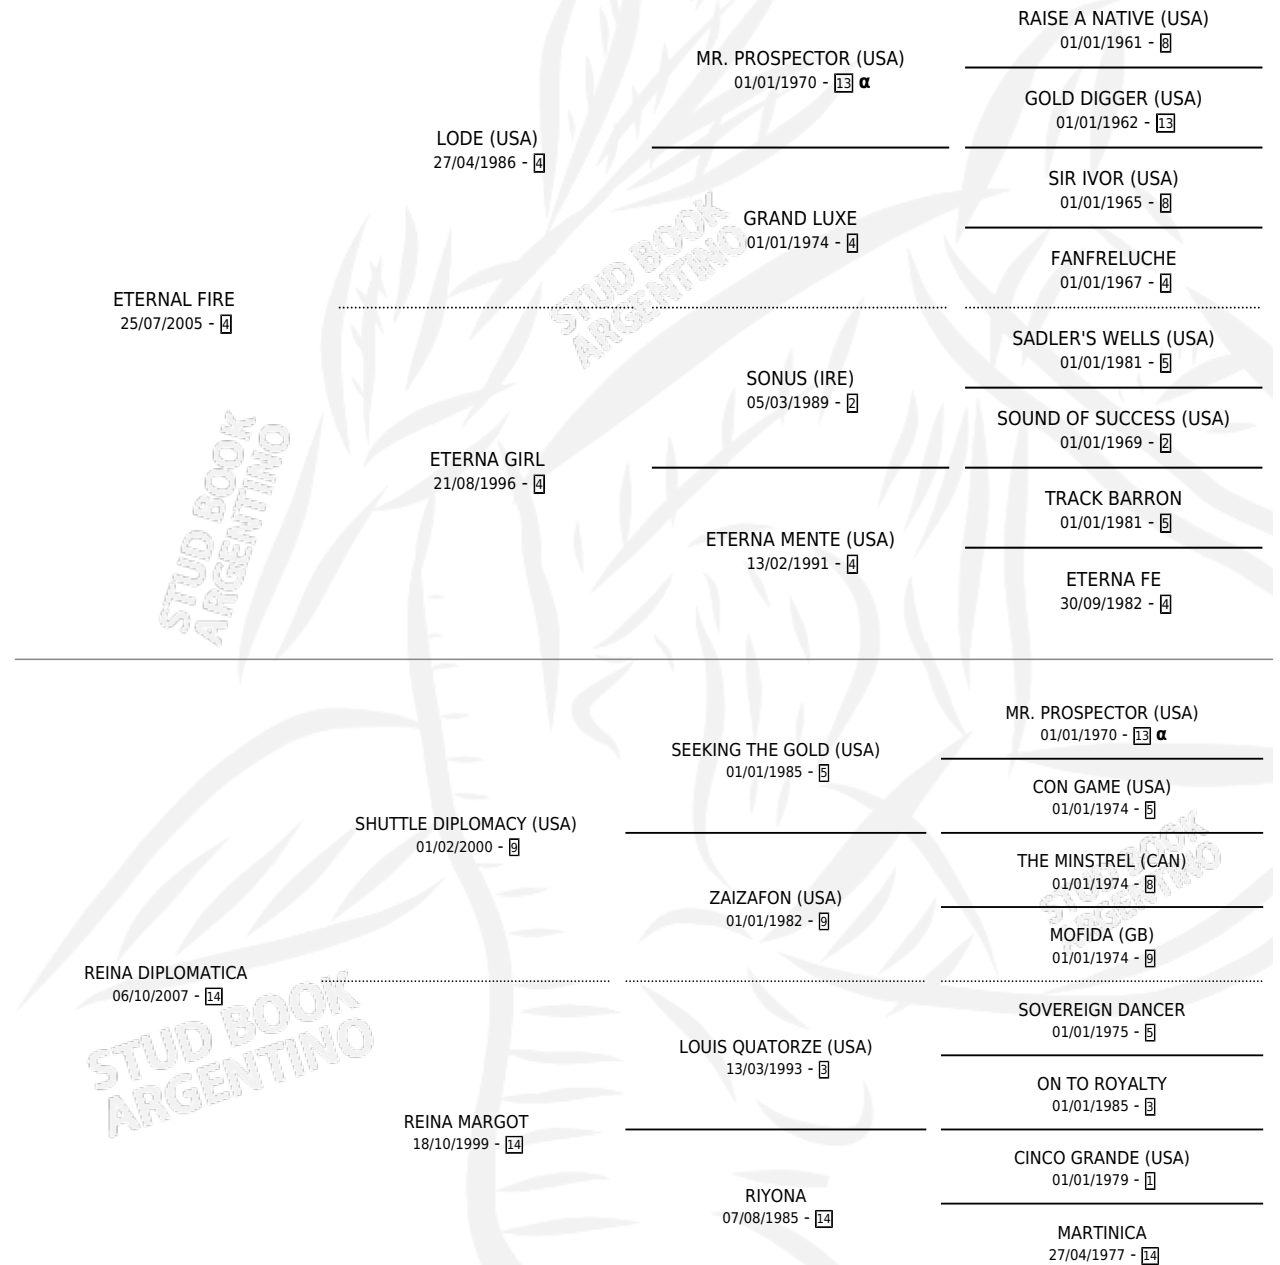 RAISE A NATIVE (USA)
01/01/1961 - 8
MR. PROSPECTOR (USA)
01/01/1970 - 13 α
GOLD DIGGER (USA)
01/01/1962 - 13
LODE (USA)
27/04/1986 - 4
SIR IVOR (USA)
01/01/1965 - 8
GRAND LUXE
01/01/1974 - 4
FANFRELUCHE
01/01/1967 - 4
STUD BOOK
ARGENTINO
ETERNAL FIRE
25/07/2005 - 4
SADLER'S WELLS (USA)
01/01/1981 - 5
SONUS (IRE)
05/03/1989 - 2
SOUND OF SUCCESS (USA)
01/01/1969 - 2
ETERNA GIRL
21/08/1996 - 4
STUD BOOK
ARGENTINO
TRACK BARRON
01/01/1981 - 5
ETERNA MENTE (USA)
13/02/1991 - 4
ETERNA FE
30/09/1982 - 4
MR. PROSPECTOR (USA)
01/01/1970 - 13 α
SEEKING THE GOLD (USA)
01/01/1985 - 5
CON GAME (USA)
01/01/1974 - 5
SHUTTLE DIPLOMACY (USA)
01/02/2000 - 9
THE MINSTREL (CAN)
01/01/1974 - 8
STUD BOOK
ARGENTINO
ZAIZAFON (USA)
01/01/1982 - 9
MOFIDA (GB)
01/01/1974 - 9
REINA DIPLOMATICA
06/10/2007 - 14
STUD BOOK
ARGENTINO
SOVEREIGN DANCER
01/01/1975 - 5
LOUIS QUATORZE (USA)
13/03/1993 - 3
ON TO ROYALTY
01/01/1985 - 3
REINA MARGOT
18/10/1999 - 14
CINCO GRANDE (USA)
01/01/1979 - 1
RIYONA
07/08/1985 - 14
MARTINICA
27/04/1977 - 14